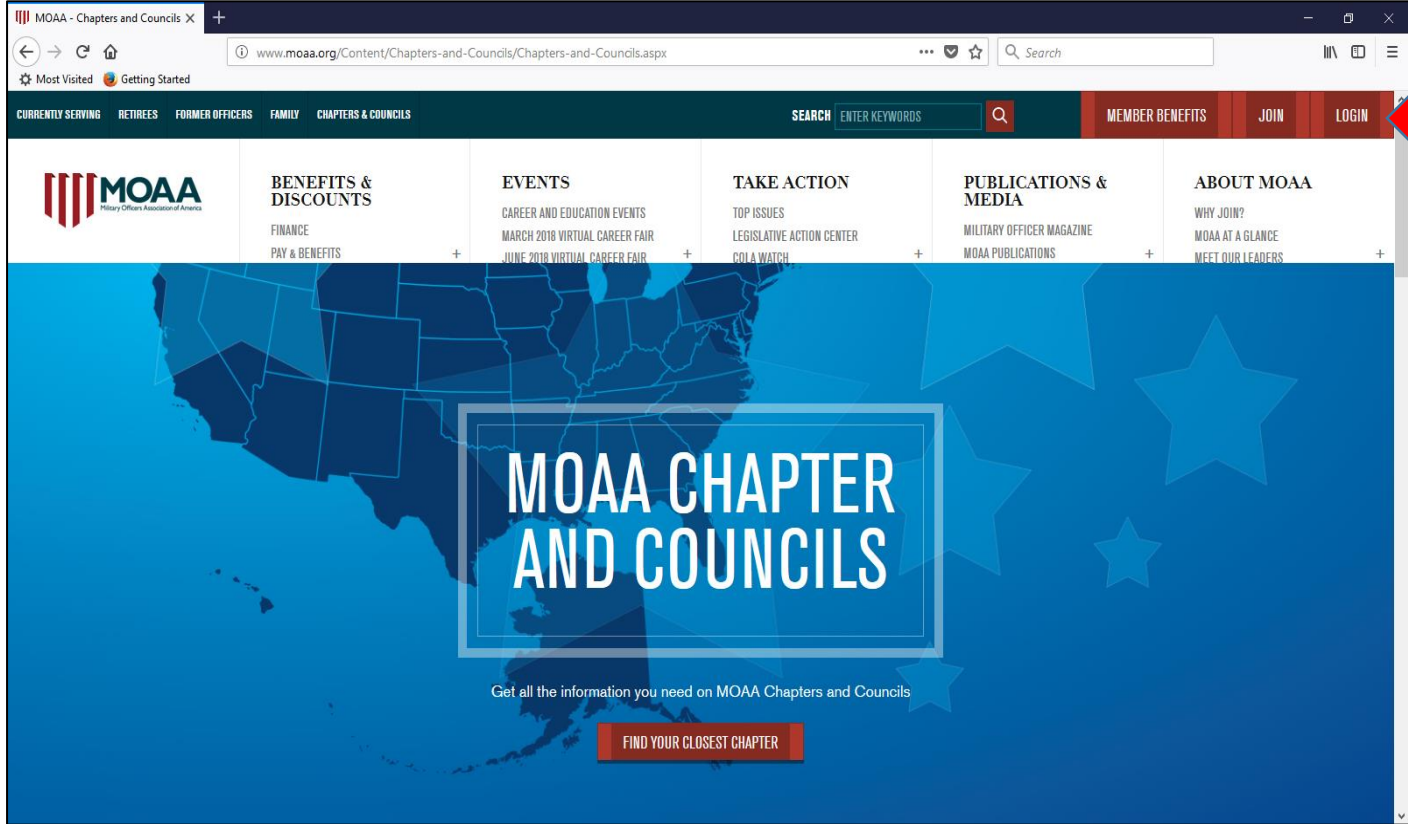 MOAA - Chapters and Councils
www.moaa.org/Content/Chapters-and-Councils/Chapters-and-Councils.aspx
Search
Most Visited Getting Started
CURRENTLY SERVING RETIREES FORMER OFFICERS FAMILY CHAPTERS & COUNCILS
SEARCH ENTER KEYWORDS
MEMBER BENEFITS JOIN LOGIN
MOAA
Military Officers Association of America
BENEFITS &
DISCOUNTS
FINANCE
PAY & BENEFITS +
EVENTS
CAREER AND EDUCATION EVENTS
MARCH 2018 VIRTUAL CAREER FAIR
JUNE 2018 VIRTUAL CAREER FAIR +
TAKE ACTION
TOP ISSUES
LEGISLATIVE ACTION CENTER
COLA WATCH +
PUBLICATIONS &
MEDIA
MILITARY OFFICER MAGAZINE
MOAA PUBLICATIONS +
ABOUT MOAA
WHY JOIN?
MOAA AT A GLANCE
MEET OUR LEADERS +
MOAA CHAPTER
AND COUNCILS
Get all the information you need on MOAA Chapters and Councils
FIND YOUR CLOSEST CHAPTER